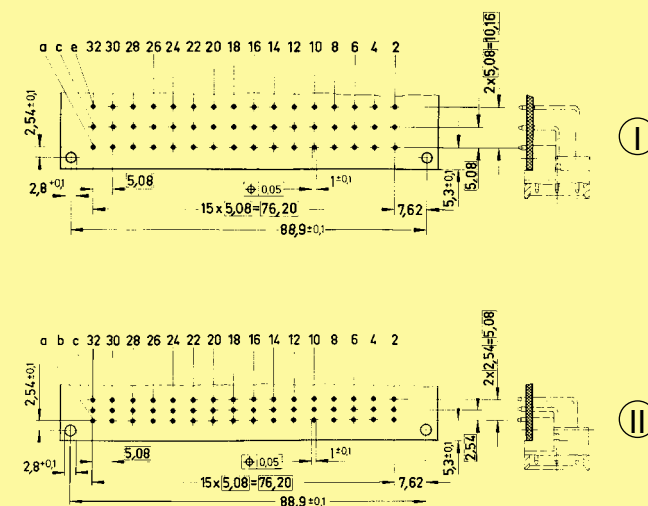 a c e 32 30 28 26 24 22 20 18 16 14 12 10 8 6 4 2
2x5,08=10,16
2,54±0,1
I
2,8+0,1
5,08
⌖ 0,05
1±0,1
15x5,08=76,20
7,62
5,3±0,1
5,08
88,9±0,1
a b c 32 30 28 26 24 22 20 18 16 14 12 10 8 6 4 2
2x2,54=5,08
2,54±0,1
II
2,8+0,1
5,08
⌖ 0,05
1±0,1
15x5,08=76,20
7,62
5,3±0,1
2,54
88,9±0,1